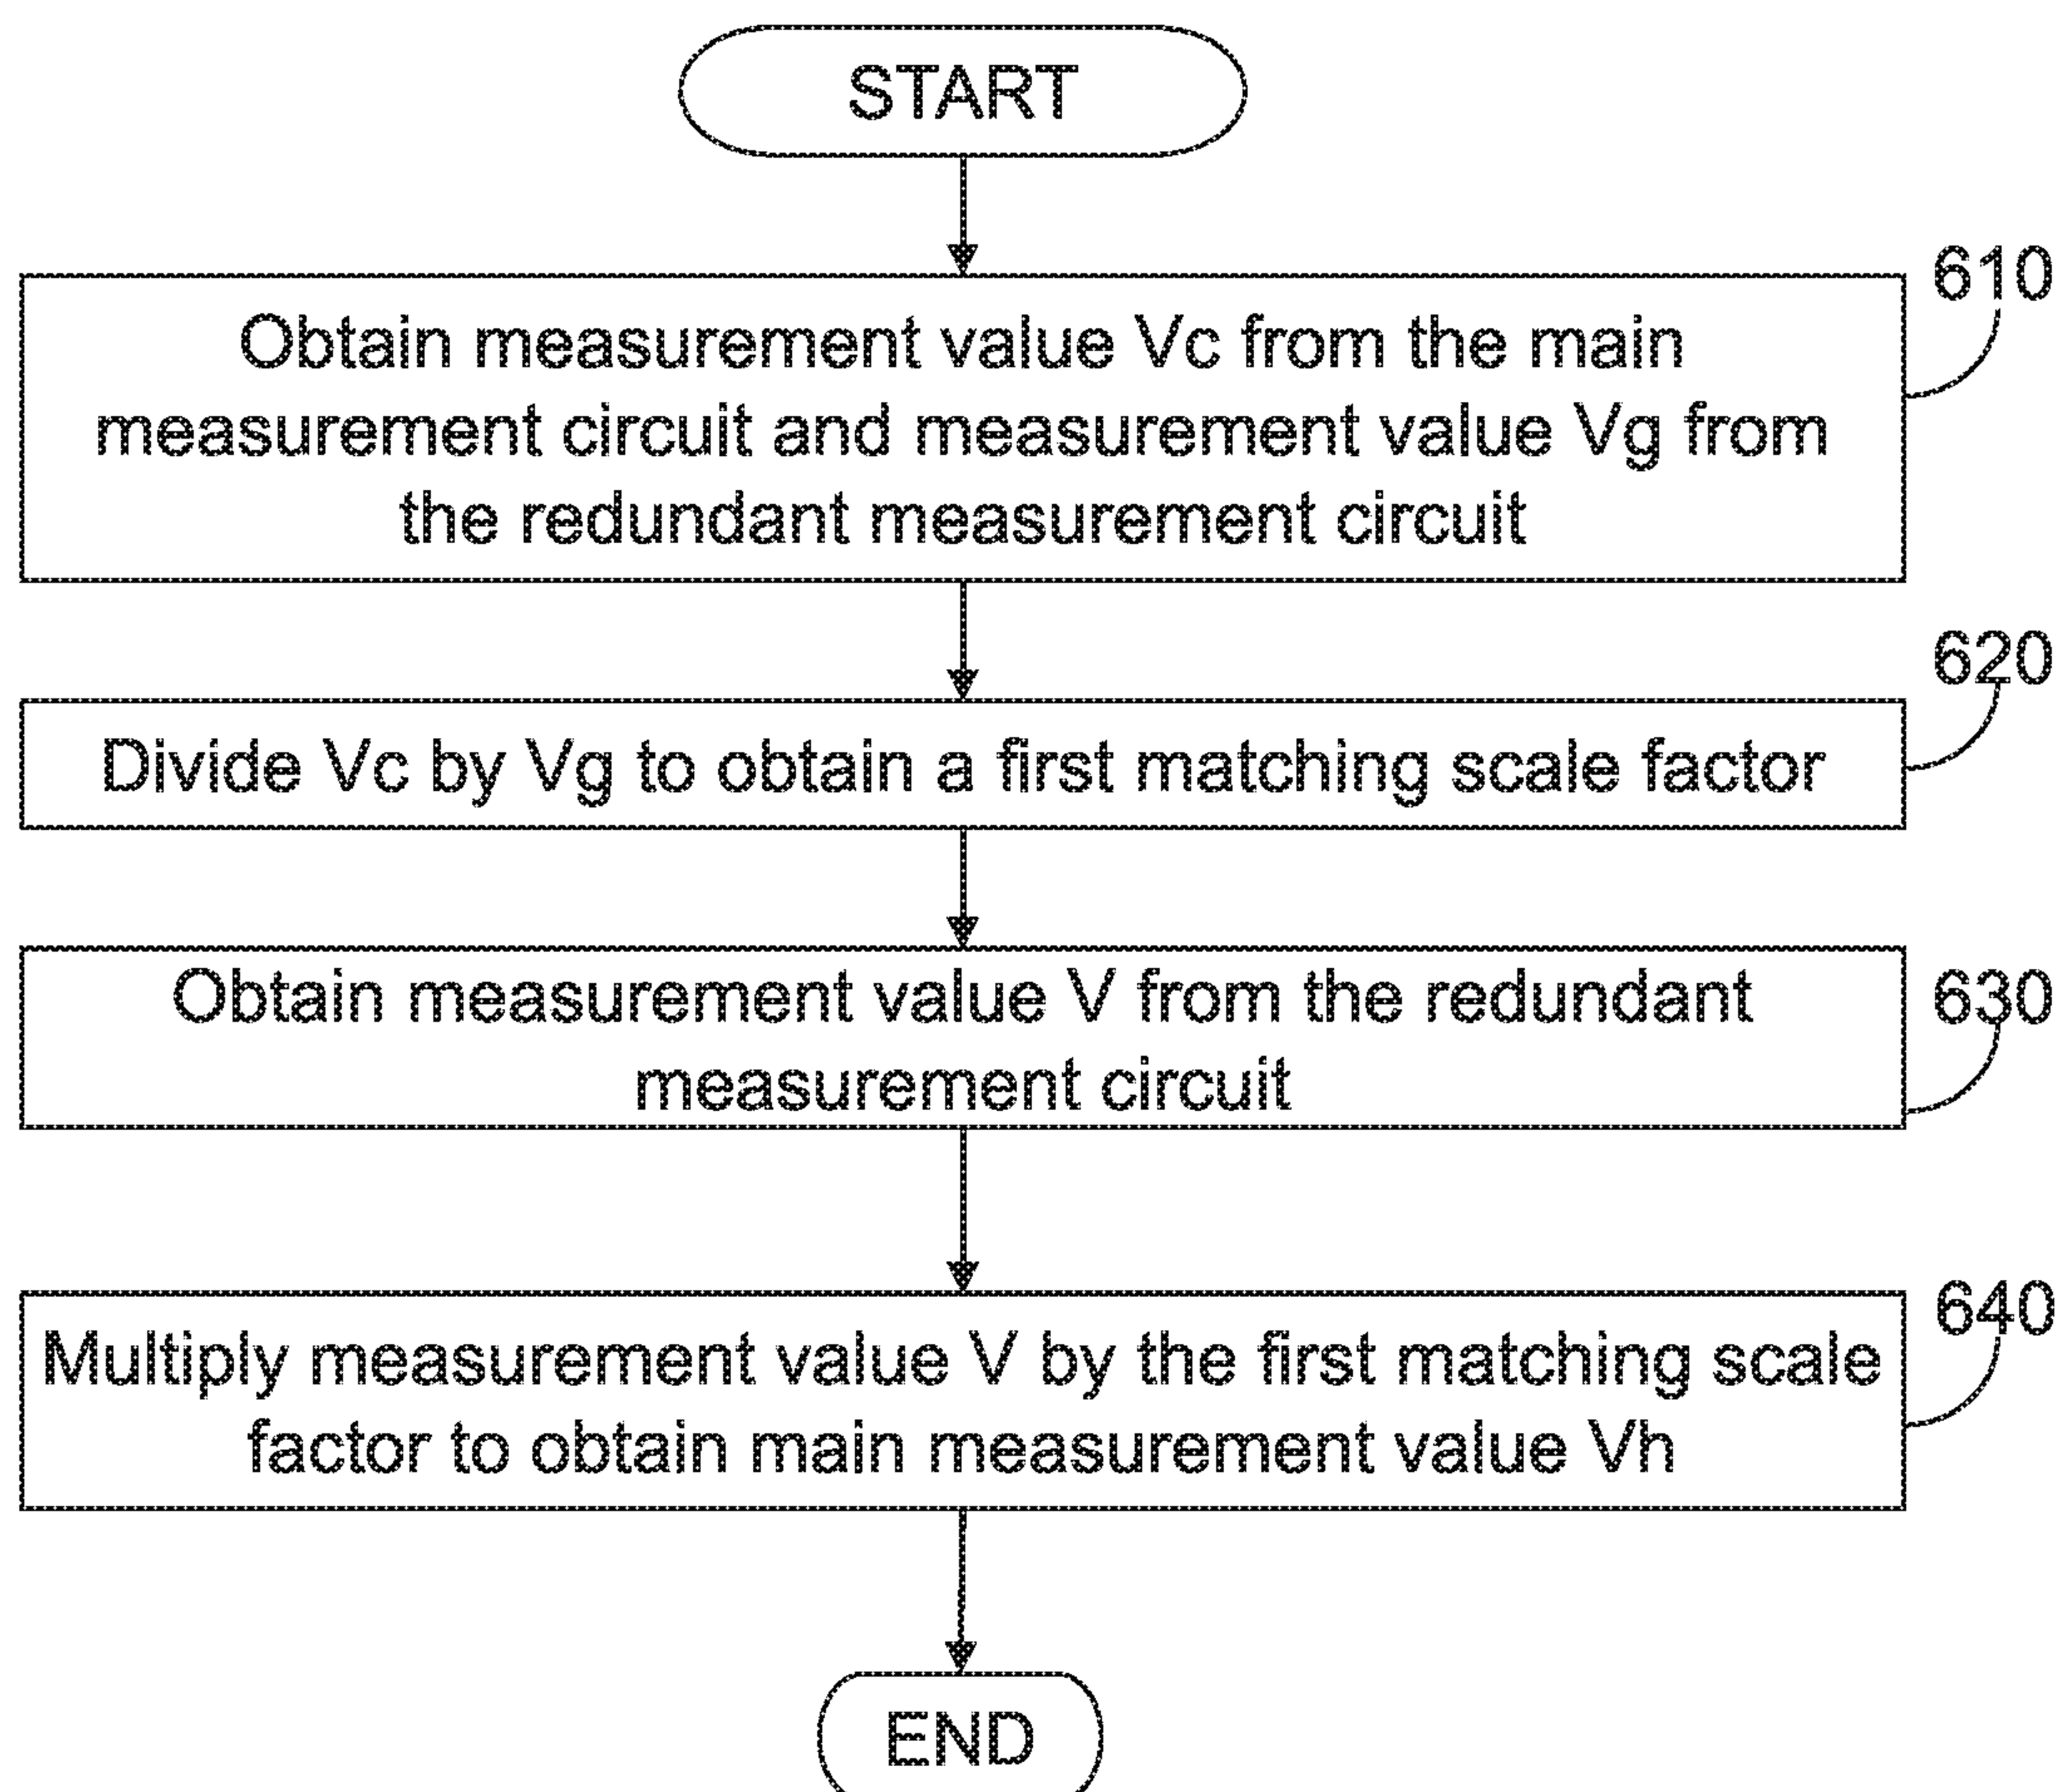 START
610
Obtain measurement value Vc from the main
measurement circuit and measurement value Vg from
the redundant measurement circuit
620
Divide Vc by Vg to obtain a first matching scale factor
630
Obtain measurement value V from the redundant
measurement circuit
640
Multiply measurement value V by the first matching scale
factor to obtain main measurement value Vh
END